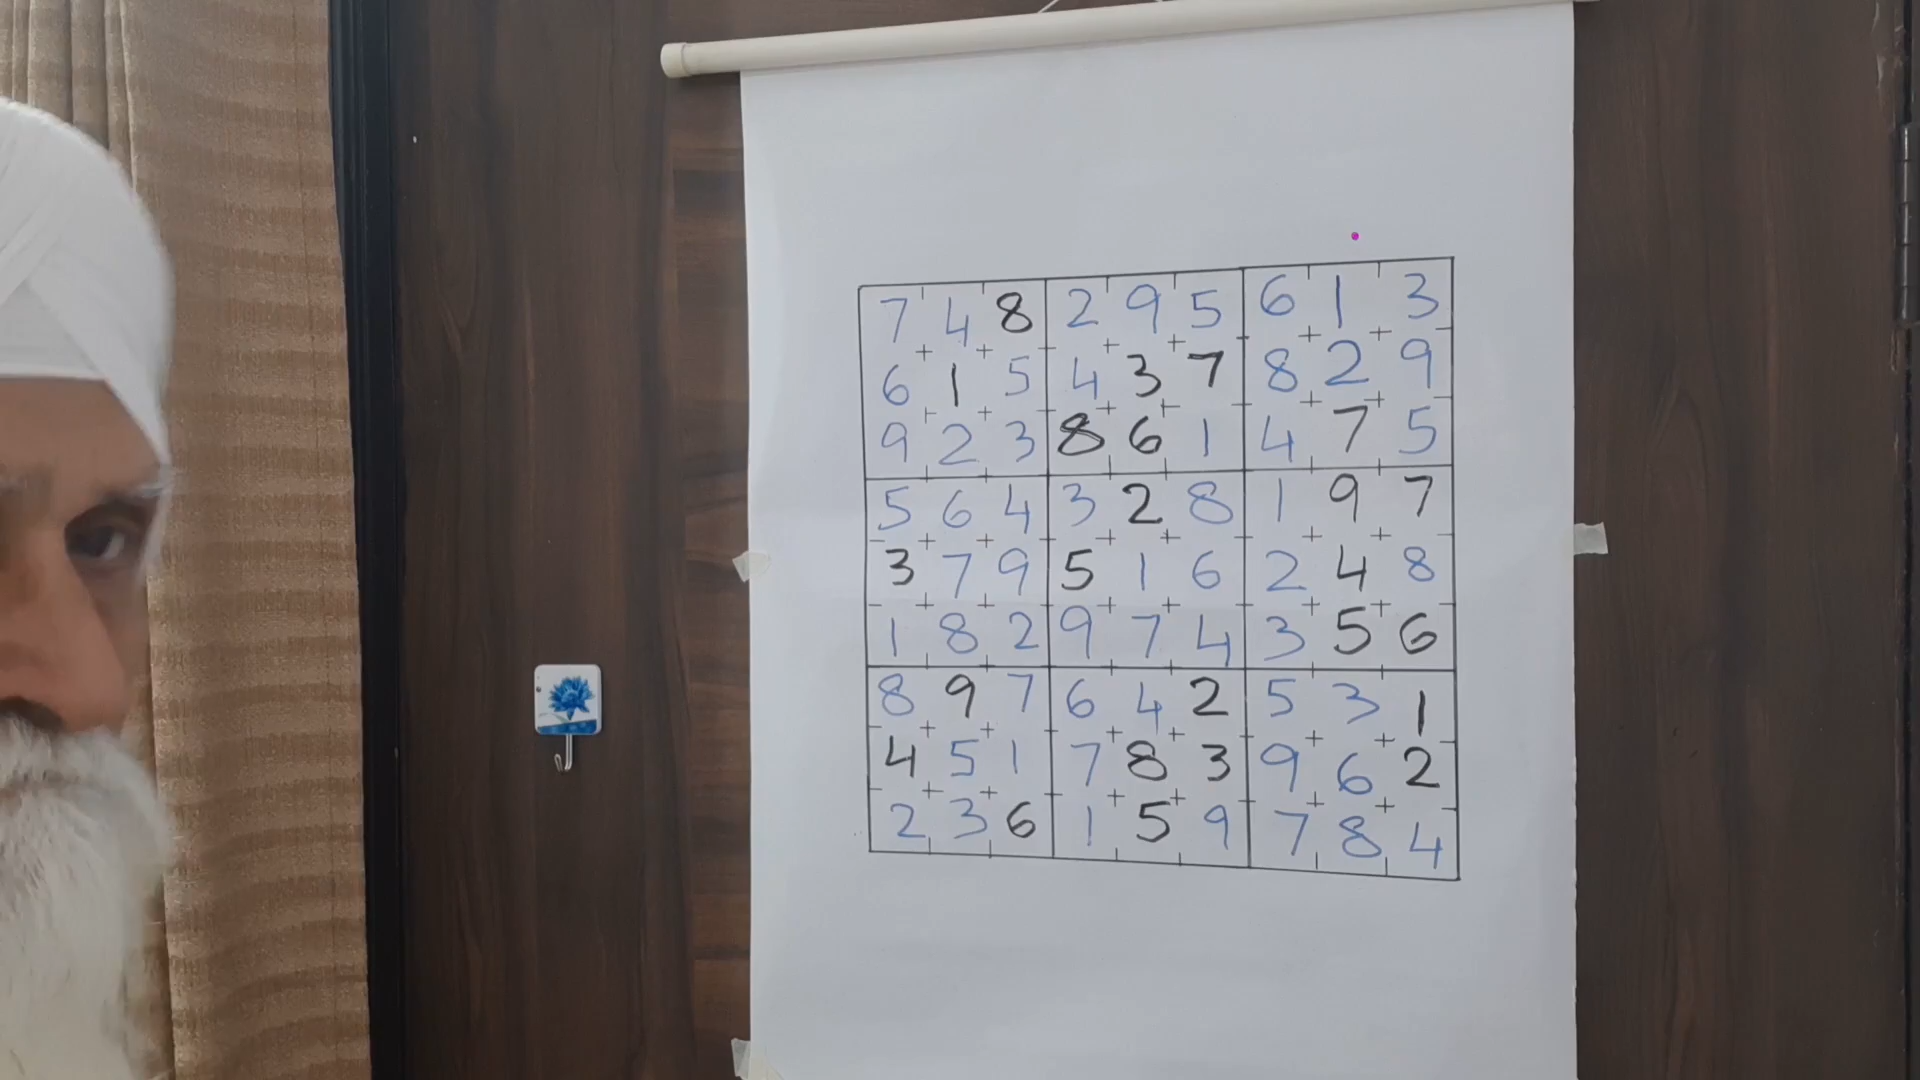 7 4 8 2 9 5 6 1 3
6 1 5 4 3 7 8 2 9
9 2 3 8 6 1 4 7 5
5 6 4 3 2 8 1 9 7
3 7 9 5 1 6 2 4 8
1 8 2 9 7 4 3 5 6
8 9 7 6 4 2 5 3 1
4 5 1 7 8 3 9 6 2
2 3 6 1 5 9 7 8 4